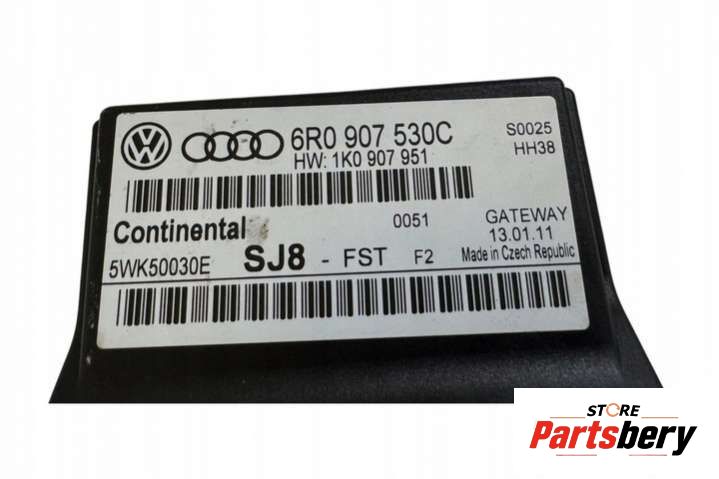 6R0 907 530C
S0025
HW: 1K0 907 951
HH38
Continental
0051
GATEWAY
13.01.11
5WK50030E
SJ8 - FST F2
Made in Czech Republic
STORE
Partsbery